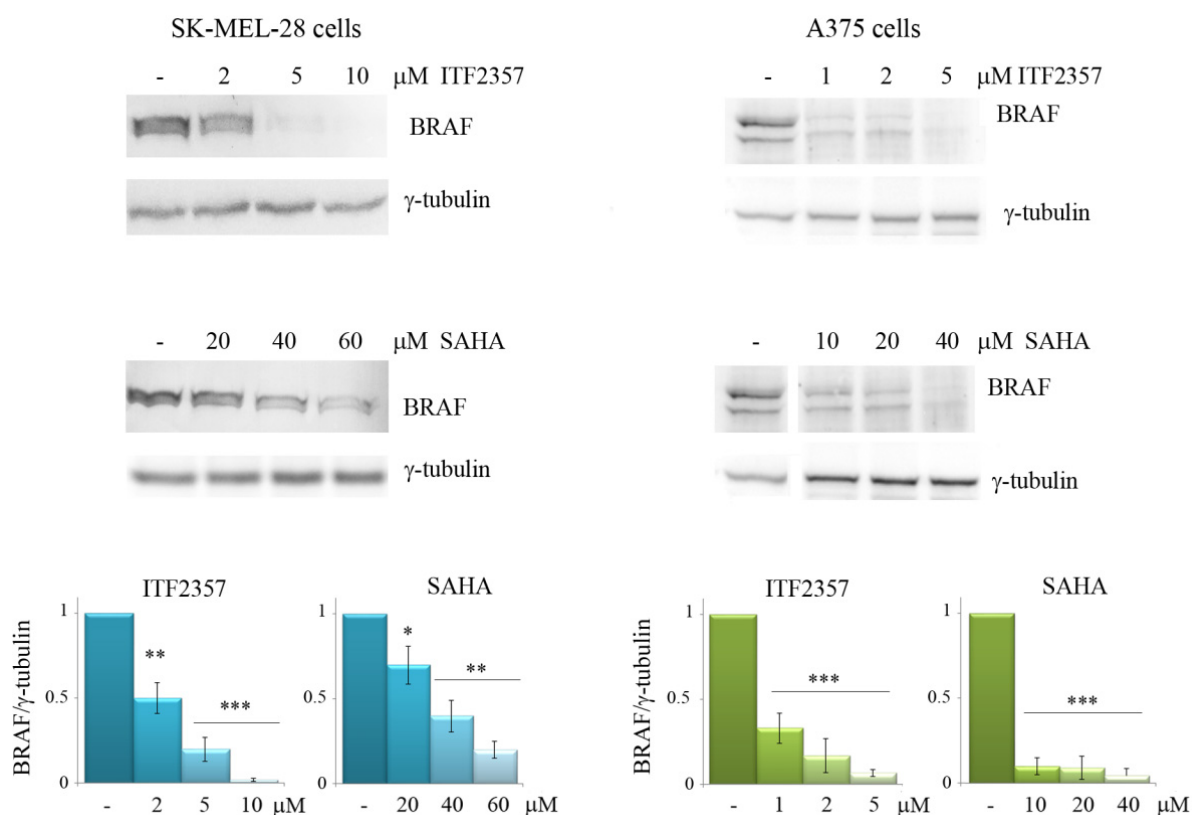 SK-MEL-28 cells
- 2 5 10 μM ITF2357
BRAF
γ-tubulin
- 20 40 60 μM SAHA
BRAF
γ-tubulin
A375 cells
- 1 2 5 μM ITF2357
BRAF
γ-tubulin
- 10 20 40 μM SAHA
BRAF
γ-tubulin
BRAF/γ-tubulin
ITF2357
1
0.5
0
**
***
- 2 5 10 μM
SAHA
1
0.5
0
*
**
- 20 40 60 μM
BRAF/γ-tubulin
ITF2357
1
0.5
0
***
- 1 2 5 μM
SAHA
1
0.5
0
***
- 10 20 40 μM